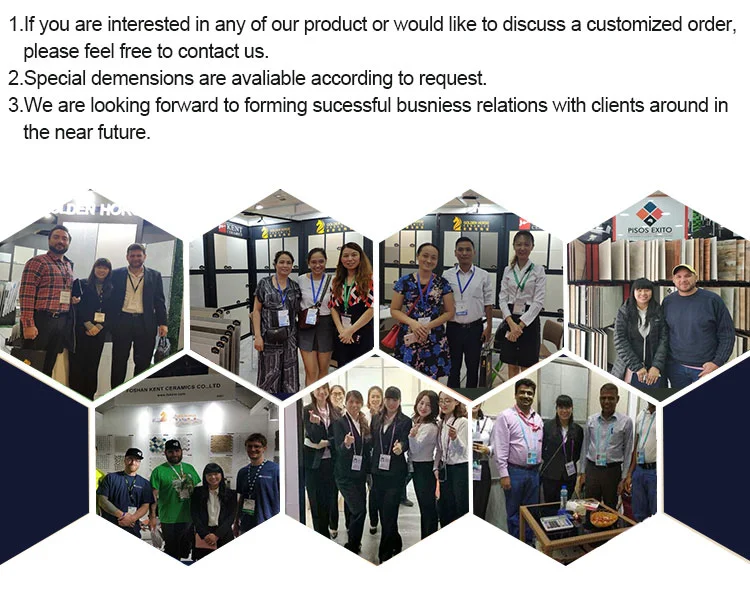 1.If you are interested in any of our product or would like to discuss a customized order,
please feel free to contact us.
2.Special demensions are avaliable according to request.
3.We are looking forward to forming sucessful busniess relations with clients around in
the near future.
KENT
PISOS EXITO
FOSHAN KENT CERAMICS CO.,LTD